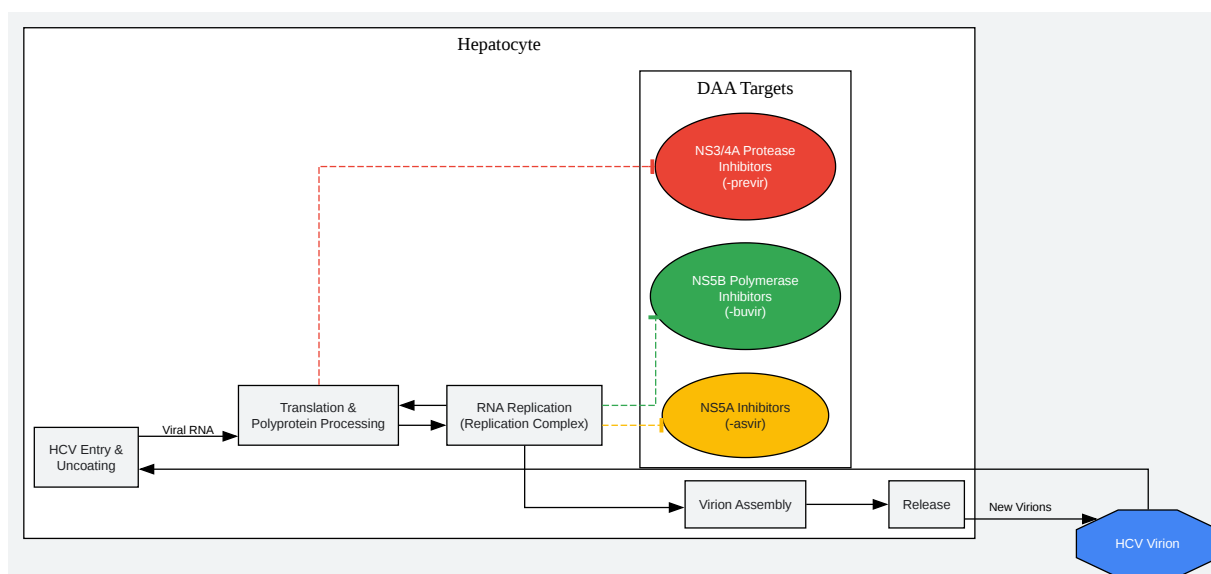 Hepatocyte
DAA Targets
NS3/4A Protease
Inhibitors
(-previr)
NS5B Polymerase
Inhibitors
(-buvir)
NS5A Inhibitors
(-asvir)
Translation &
Polyprotein Processing
RNA Replication
(Replication Complex)
Viral RNA
HCV Entry &
Uncoating
Virion Assembly
Release
New Virions
HCV Virion